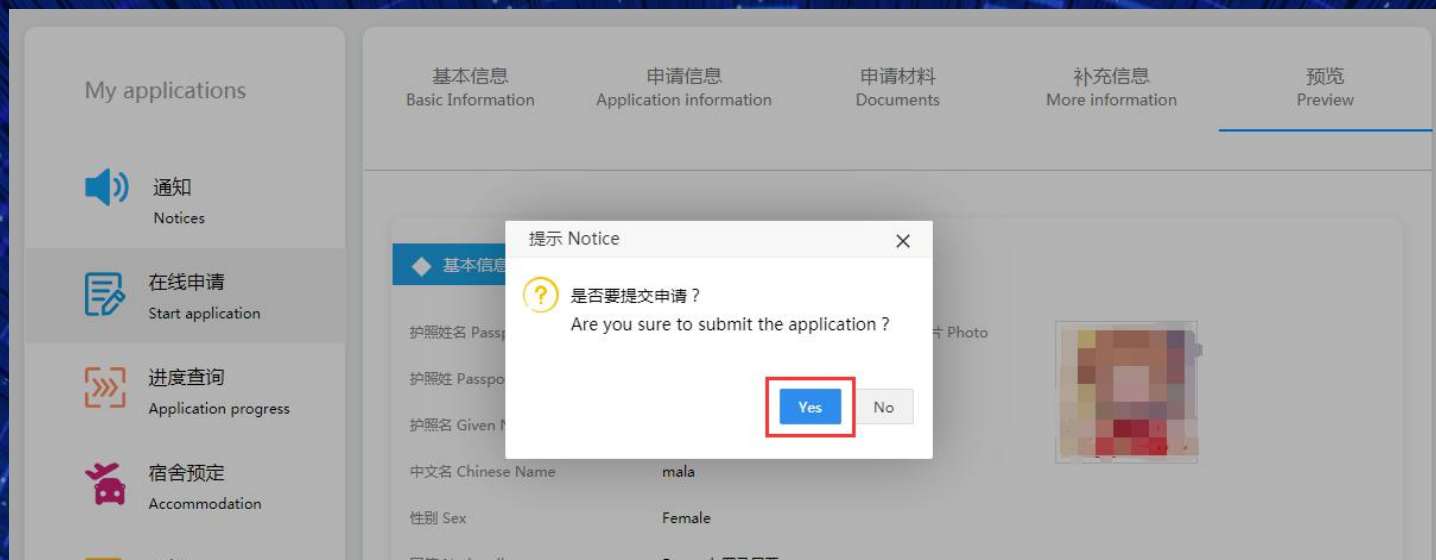 My applications
通知
Notices
在线申请
Start application
进度查询
Application progress
宿舍预定
Accommodation
基本信息
Basic Information
申请信息
Application information
申请材料
Documents
补充信息
More information
预览
Preview
提示 Notice
是否要提交申请？
Are you sure to submit the application ?
Yes
No
基本信息
护照姓名
Photo
护照姓
护照名 Given
中文名 Chinese Name
mala
性别 Sex
Female